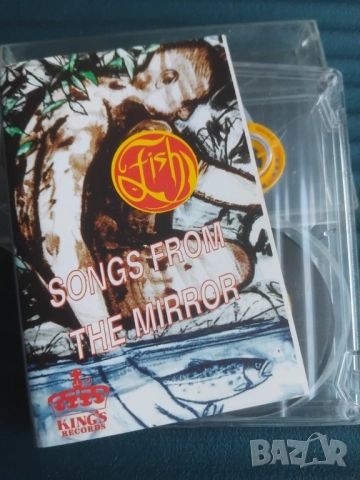 fish
SONGS FROM
THE MIRROR
KING'S
RECORDS
BAZAR